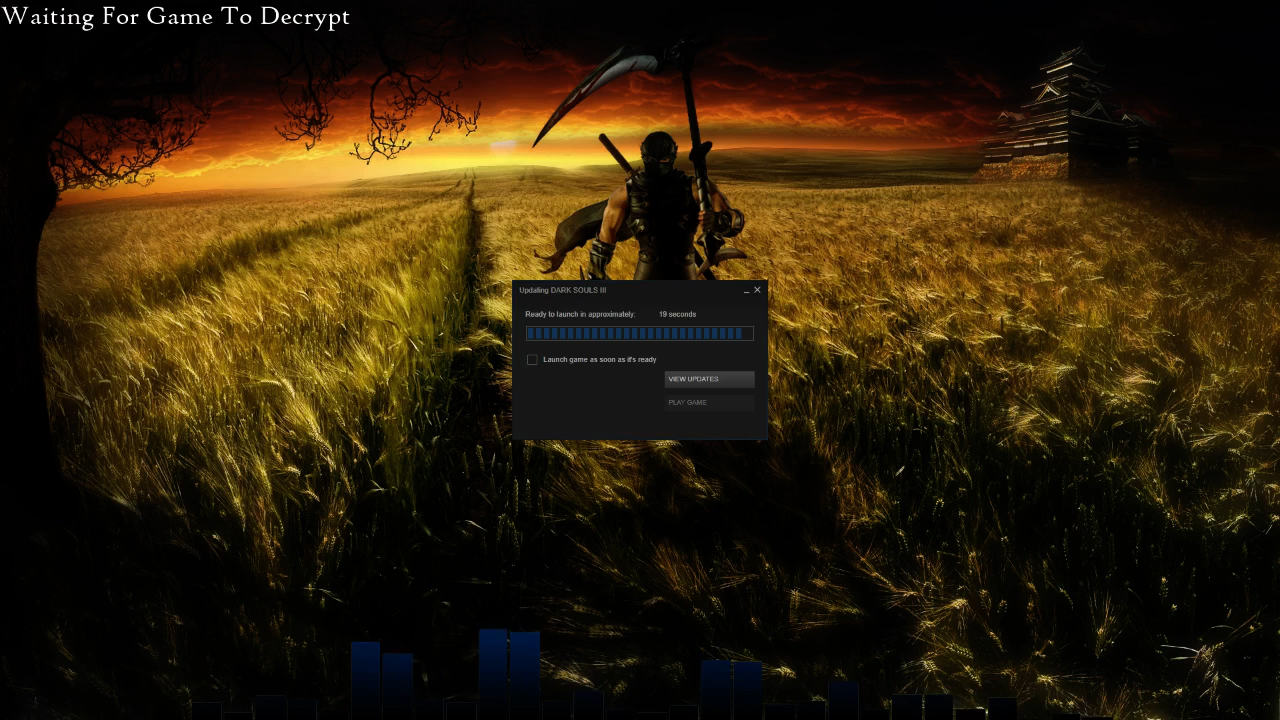 Waiting For Game To Decrypt
Updating DARK SOULS III
Ready to launch in approximately: 19 seconds
Launch game as soon as it's ready
VIEW UPDATES
PLAY GAME